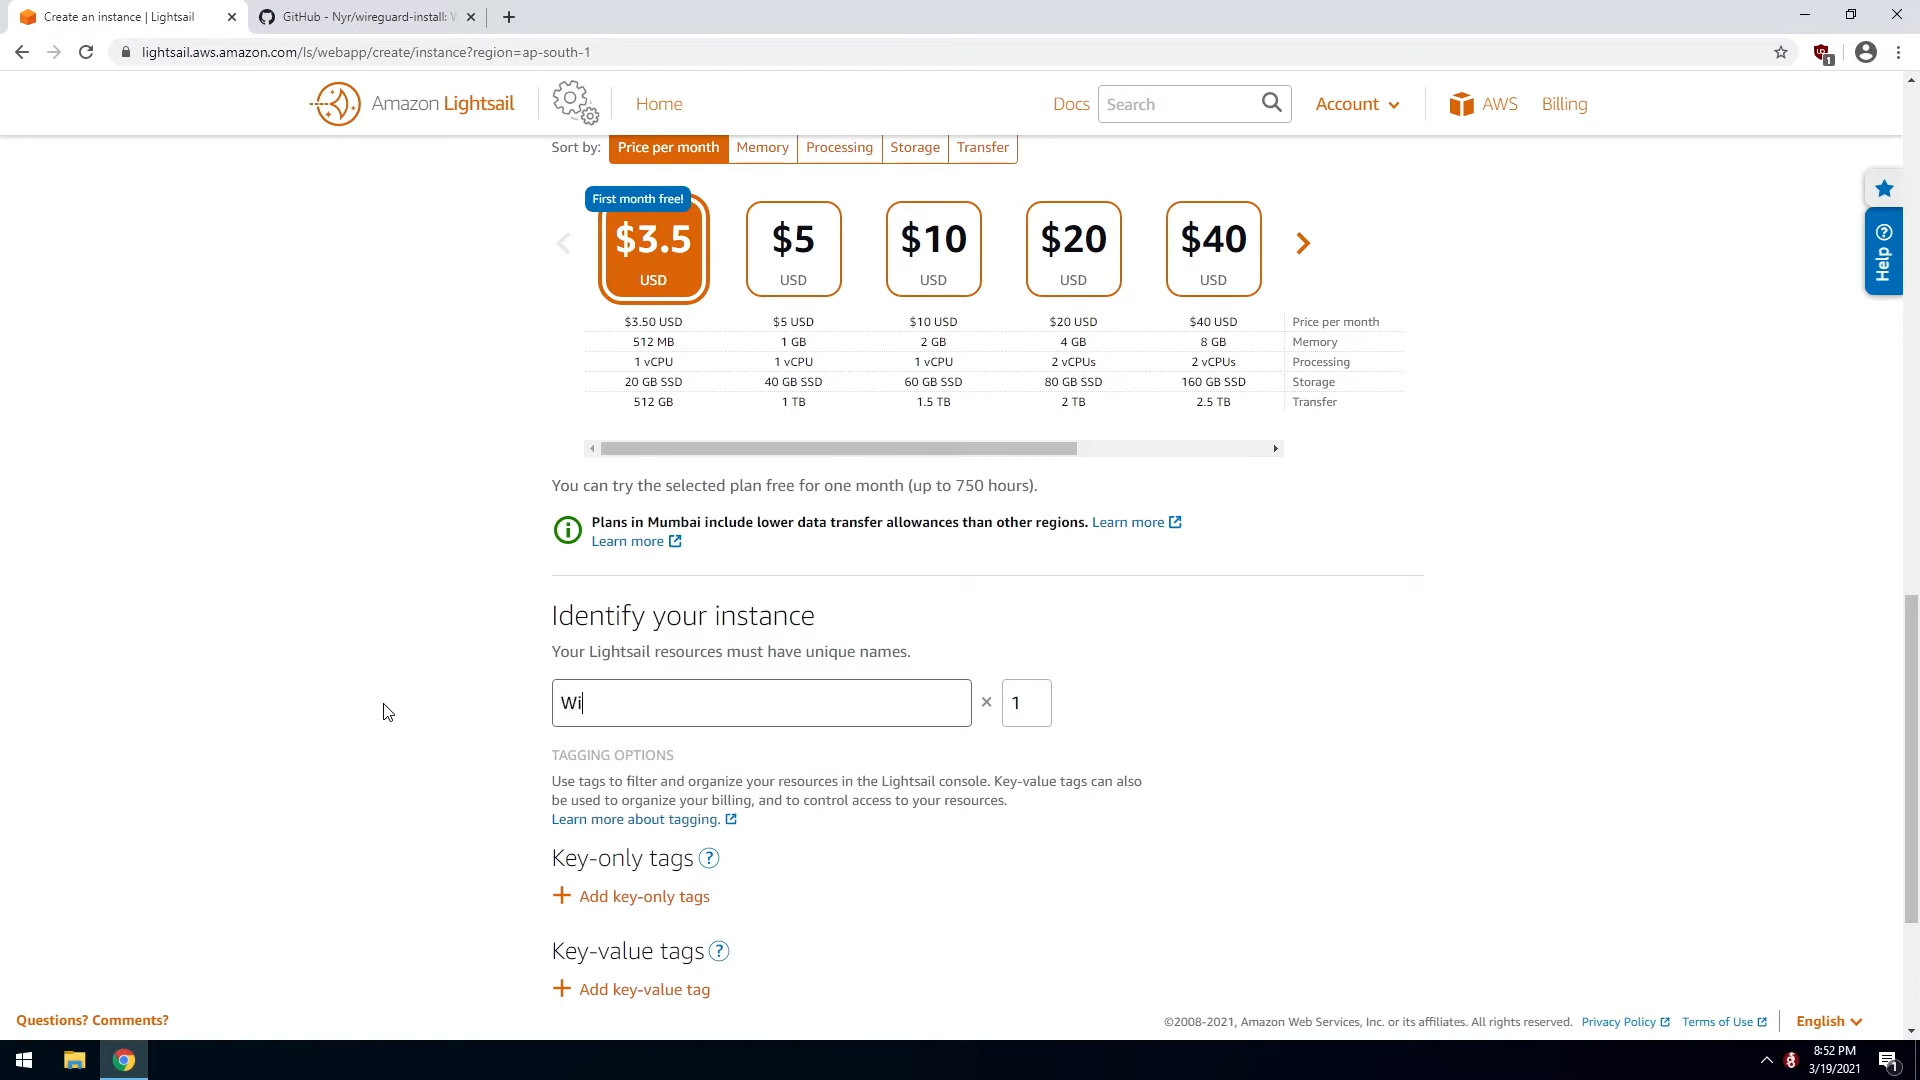 Create an instance | Lightsail
GitHub - Nyr/wireguard-install:
lightsail.aws.amazon.com/ls/webapp/create/instance?region=ap-south-1
1
Amazon Lightsail
Home
Docs
Search
Account
AWS
Billing
Sort by:
Price per month
Memory
Processing
Storage
Transfer
First month free!
$3.5
USD
$5
USD
$10
USD
$20
USD
$40
USD
$3.50 USD $5 USD $10 USD $20 USD $40 USD Price per month
512 MB 1 GB 2 GB 4 GB 8 GB Memory
1 vCPU 1 vCPU 1 vCPU 2 vCPUs 2 vCPUs Processing
20 GB SSD 40 GB SSD 60 GB SSD 80 GB SSD 160 GB SSD Storage
512 GB 1 TB 1.5 TB 2 TB 2.5 TB Transfer
Help
You can try the selected plan free for one month (up to 750 hours).
Plans in Mumbai include lower data transfer allowances than other regions. Learn more
Learn more
Identify your instance
Your Lightsail resources must have unique names.
Wi
×
1
TAGGING OPTIONS
Use tags to filter and organize your resources in the Lightsail console. Key-value tags can also
be used to organize your billing, and to control access to your resources.
Learn more about tagging.
Key-only tags ?
Add key-only tags
Key-value tags ?
Add key-value tag
Questions? Comments?
©2008-2021, Amazon Web Services, Inc. or its affiliates. All rights reserved.
Privacy Policy
Terms of Use
English
8:52 PM
3/19/2021
1